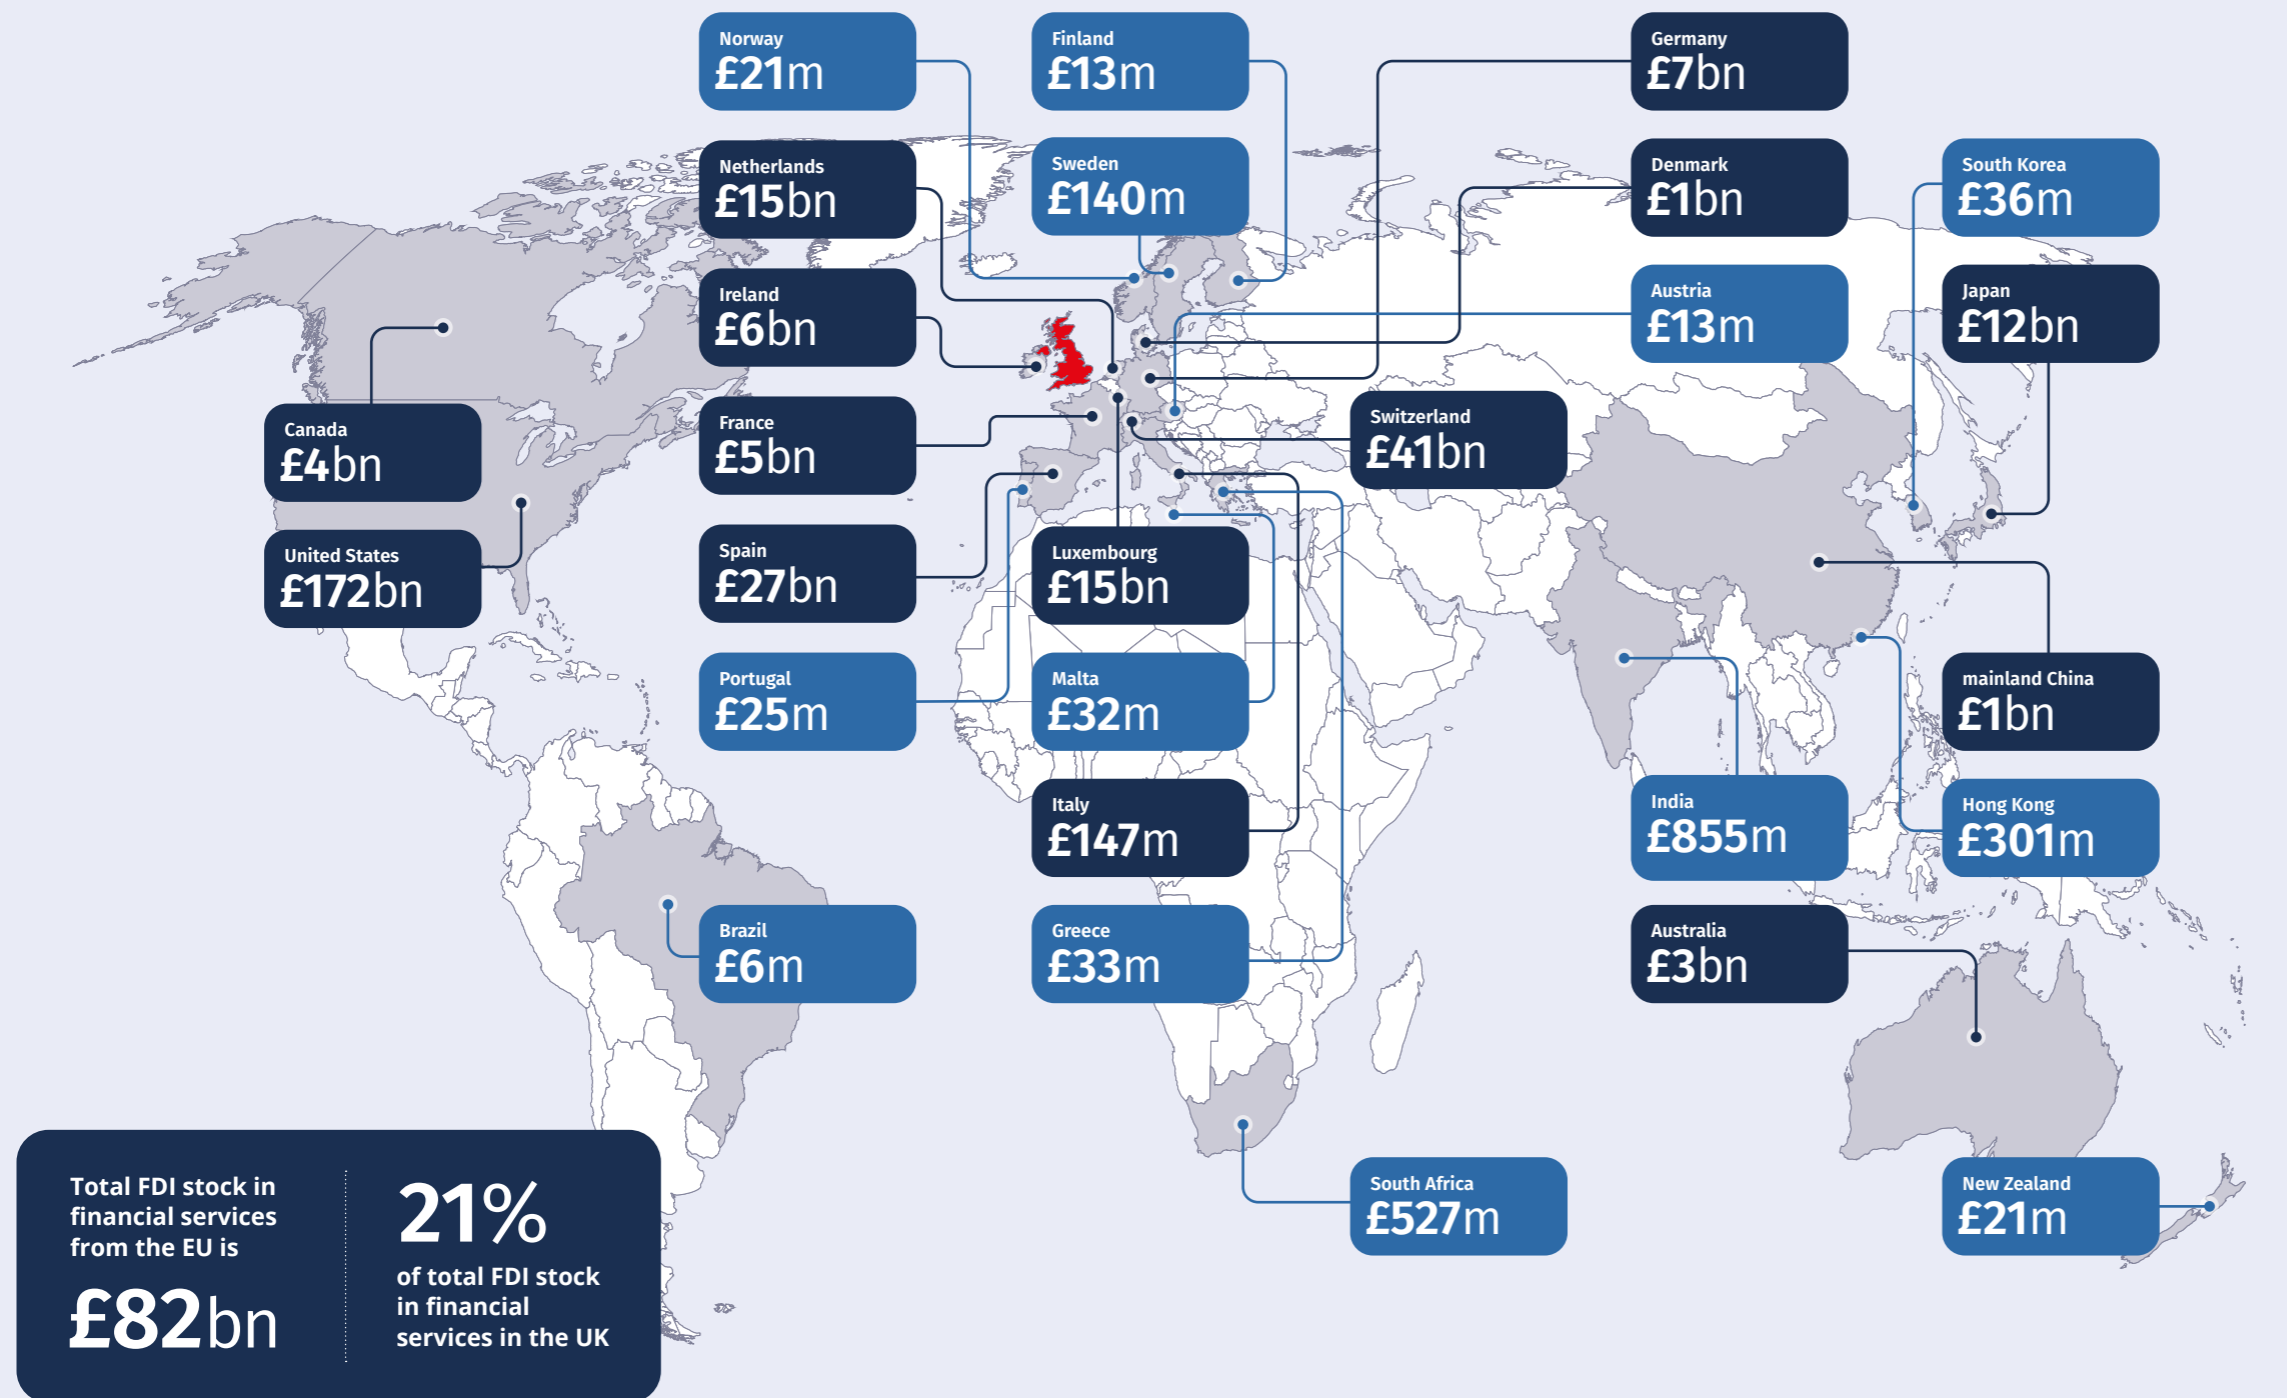 Norway
£21m
Finland
£13m
Germany
£7bn
Netherlands
£15bn
Sweden
£140m
Denmark
£1bn
South Korea
£36m
Ireland
£6bn
Austria
£13m
Japan
£12bn
Canada
£4bn
France
£5bn
Switzerland
£41bn
United States
£172bn
Spain
£27bn
Luxembourg
£15bn
Portugal
£25m
Malta
£32m
mainland China
£1bn
Italy
£147m
India
£855m
Hong Kong
£301m
Brazil
£6m
Greece
£33m
Australia
£3bn
South Africa
£527m
New Zealand
£21m
Total FDI stock in
financial services
from the EU is
£82bn
21%
of total FDI stock
in financial
services in the UK